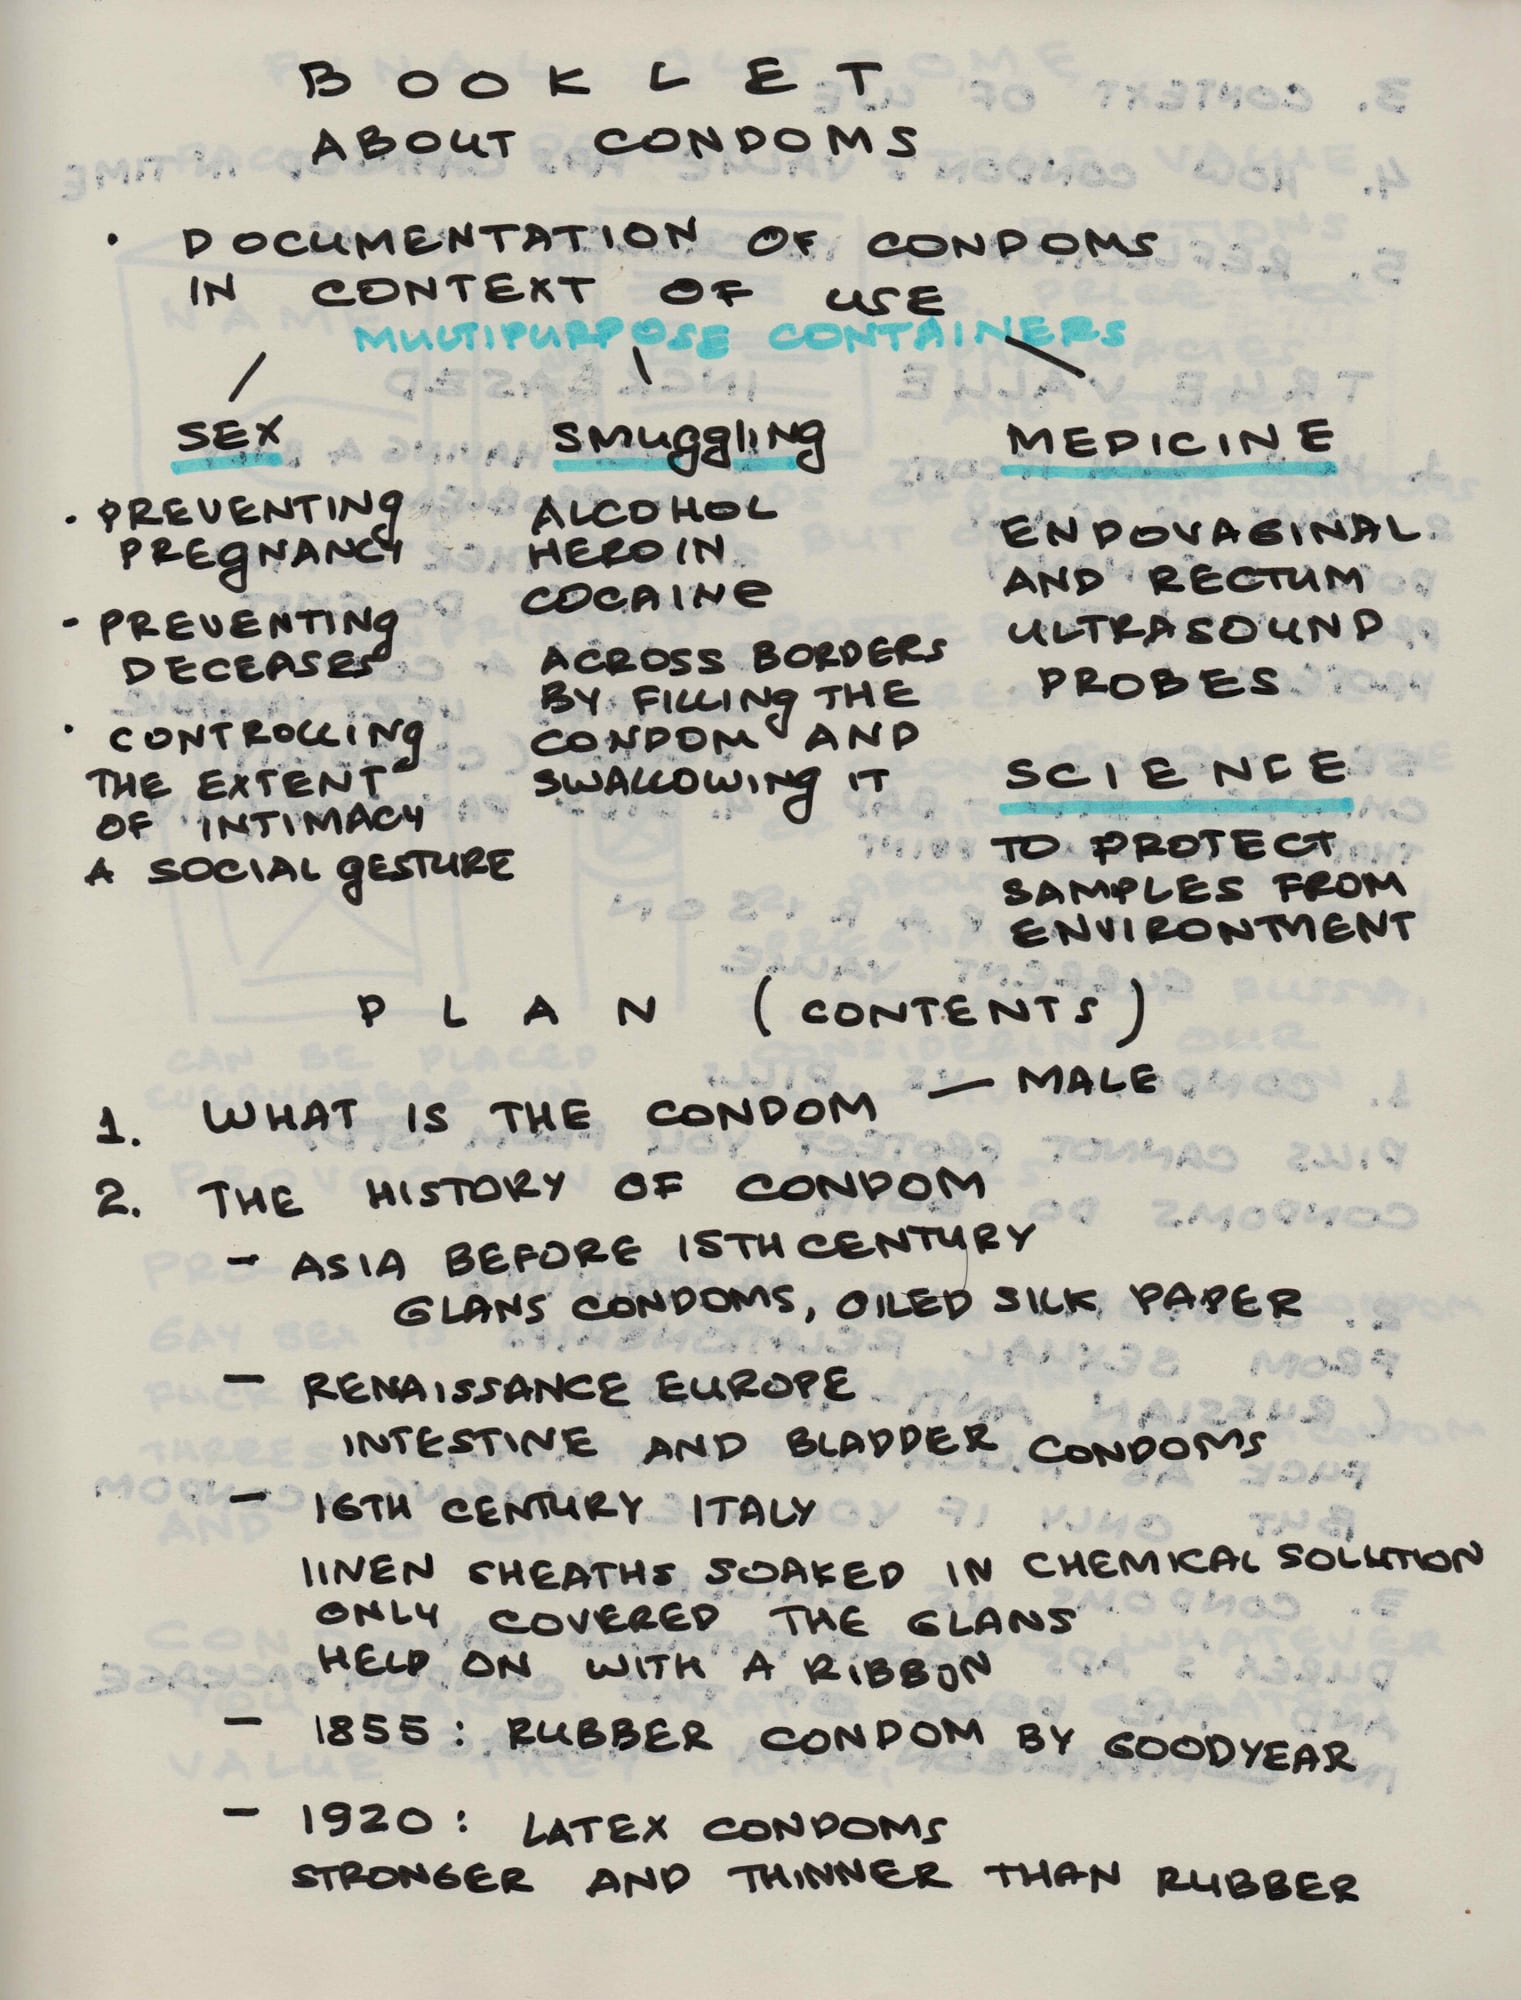 BOOKLET
ABOUT CONDOMS
• DOCUMENTATION OF CONDOMS
IN CONTEXT OF USE
MULTIPURPOSE CONTAINERS
SEX
• PREVENTING
PREGNANCY
- PREVENTING
DECEASES
• CONTROLLING
THE EXTENT
OF INTIMACY
A SOCIAL GESTURE
SMUGGLING
ALCOHOL
HEROIN
COCAINE
ACROSS BORDERS
BY FILLING THE
CONDOM AND
SWALLOWING IT
MEDICINE
ENDOVAGINAL
AND RECTUM
ULTRASOUND
PROBES
SCIENCE
TO PROTECT
SAMPLES FROM
ENVIRONTMENT
PLAN (CONTENTS)
1. WHAT IS THE CONDOM — MALE
2. THE HISTORY OF CONDOM
- ASIA BEFORE 15TH CENTURY
GLANS CONDOMS, OILED SILK PAPER
- RENAISSANCE EUROPE
INTESTINE AND BLADDER CONDOMS
- 16TH CENTURY ITALY
LINEN SHEATHS SOAKED IN CHEMICAL SOLUTION
ONLY COVERED THE GLANS
HELD ON WITH A RIBBON
- 1855: RUBBER CONDOM BY GOODYEAR
- 1920: LATEX CONDOMS
STRONGER AND THINNER THAN RUBBER